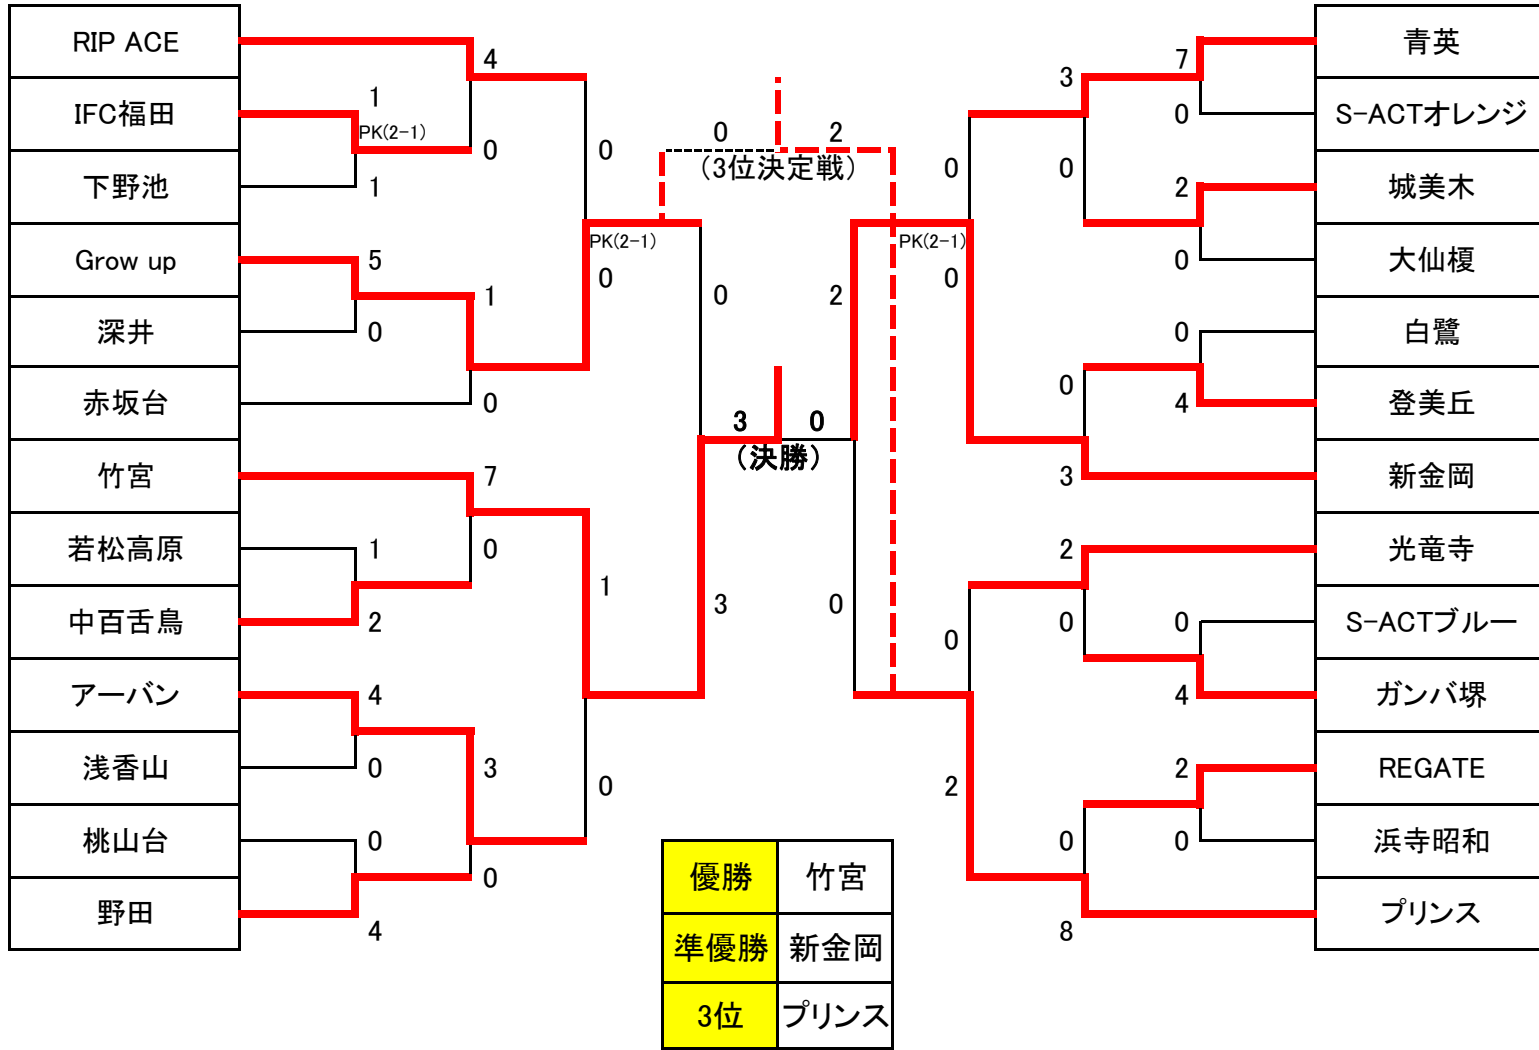 RIP ACE
IFC福田
下野池
Grow up
深井
赤坂台
竹宮
若松高原
中百舌鳥
アーバン
浅香山
桃山台
野田
1
PK(2-1)
1
5
0
1
2
4
0
0
4
4
0
1
0
7
0
3
0
0
PK(2-1)
0
1
0
0
3
0 2
(3位決定戦)
3 0
(決勝)
2
0
0
PK(2-1)
0
0
2
3
0
0
3
2
0
0
8
7
0
2
0
0
4
0
4
2
0
青英
S-ACTオレンジ
城美木
大仙榎
白鷺
登美丘
新金岡
光竜寺
S-ACTブルー
ガンバ堺
REGATE
浜寺昭和
プリンス
優勝 竹宮
準優勝 新金岡
3位 プリンス